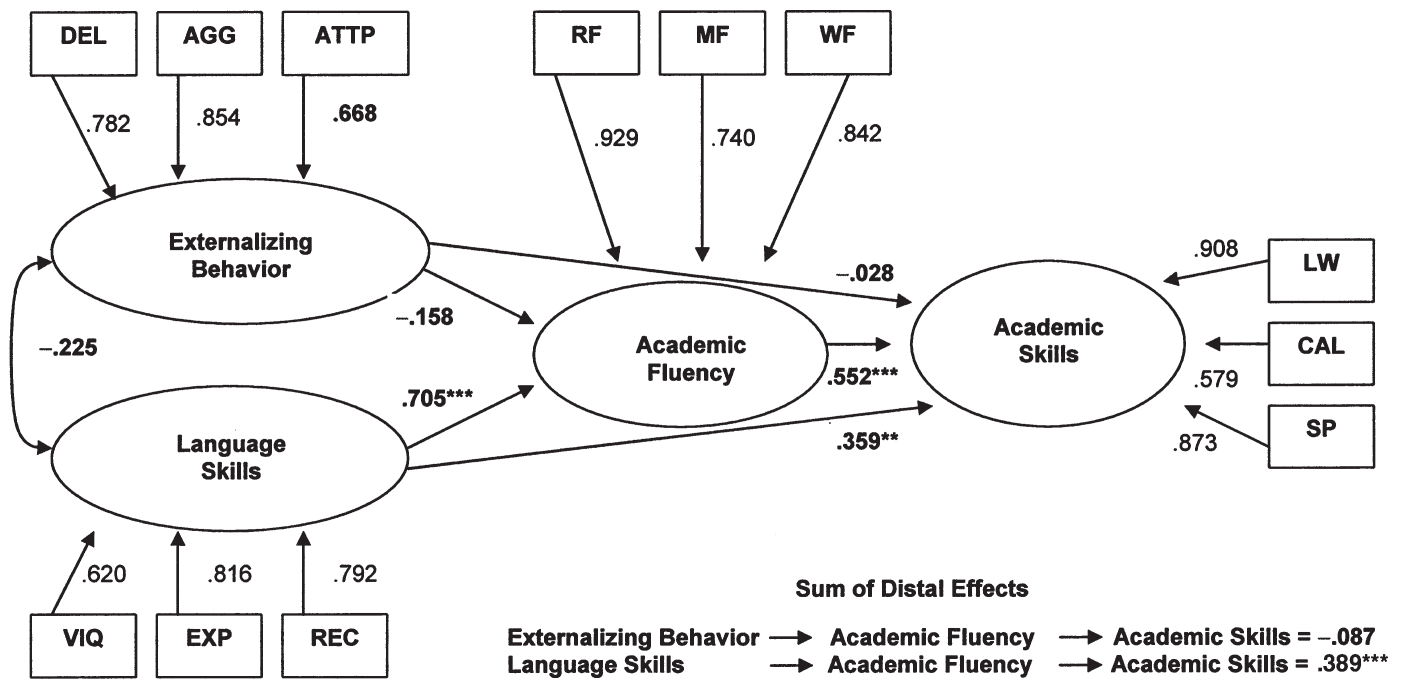 DEL AGG ATTP RF MF WF
.782 .854 .668 .929 .740 .842
Externalizing
Behavior
–.028
.908 LW
–.158
Academic
Fluency
Academic
Skills
CAL
.579
–.225
.552***
.705***
.359**
SP
.873
Language
Skills
.620 .816 .792
VIQ EXP REC
Sum of Distal Effects
Externalizing Behavior → Academic Fluency → Academic Skills = –.087
Language Skills → Academic Fluency → Academic Skills = .389***